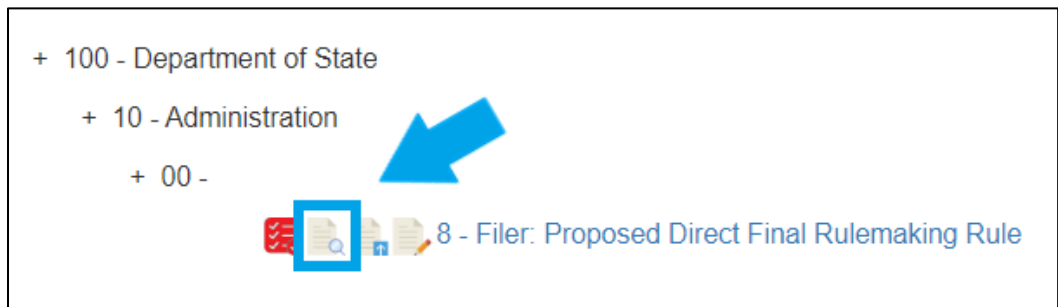 + 100 - Department of State
+ 10 - Administration
+ 00 -
8 - Filer: Proposed Direct Final Rulemaking Rule